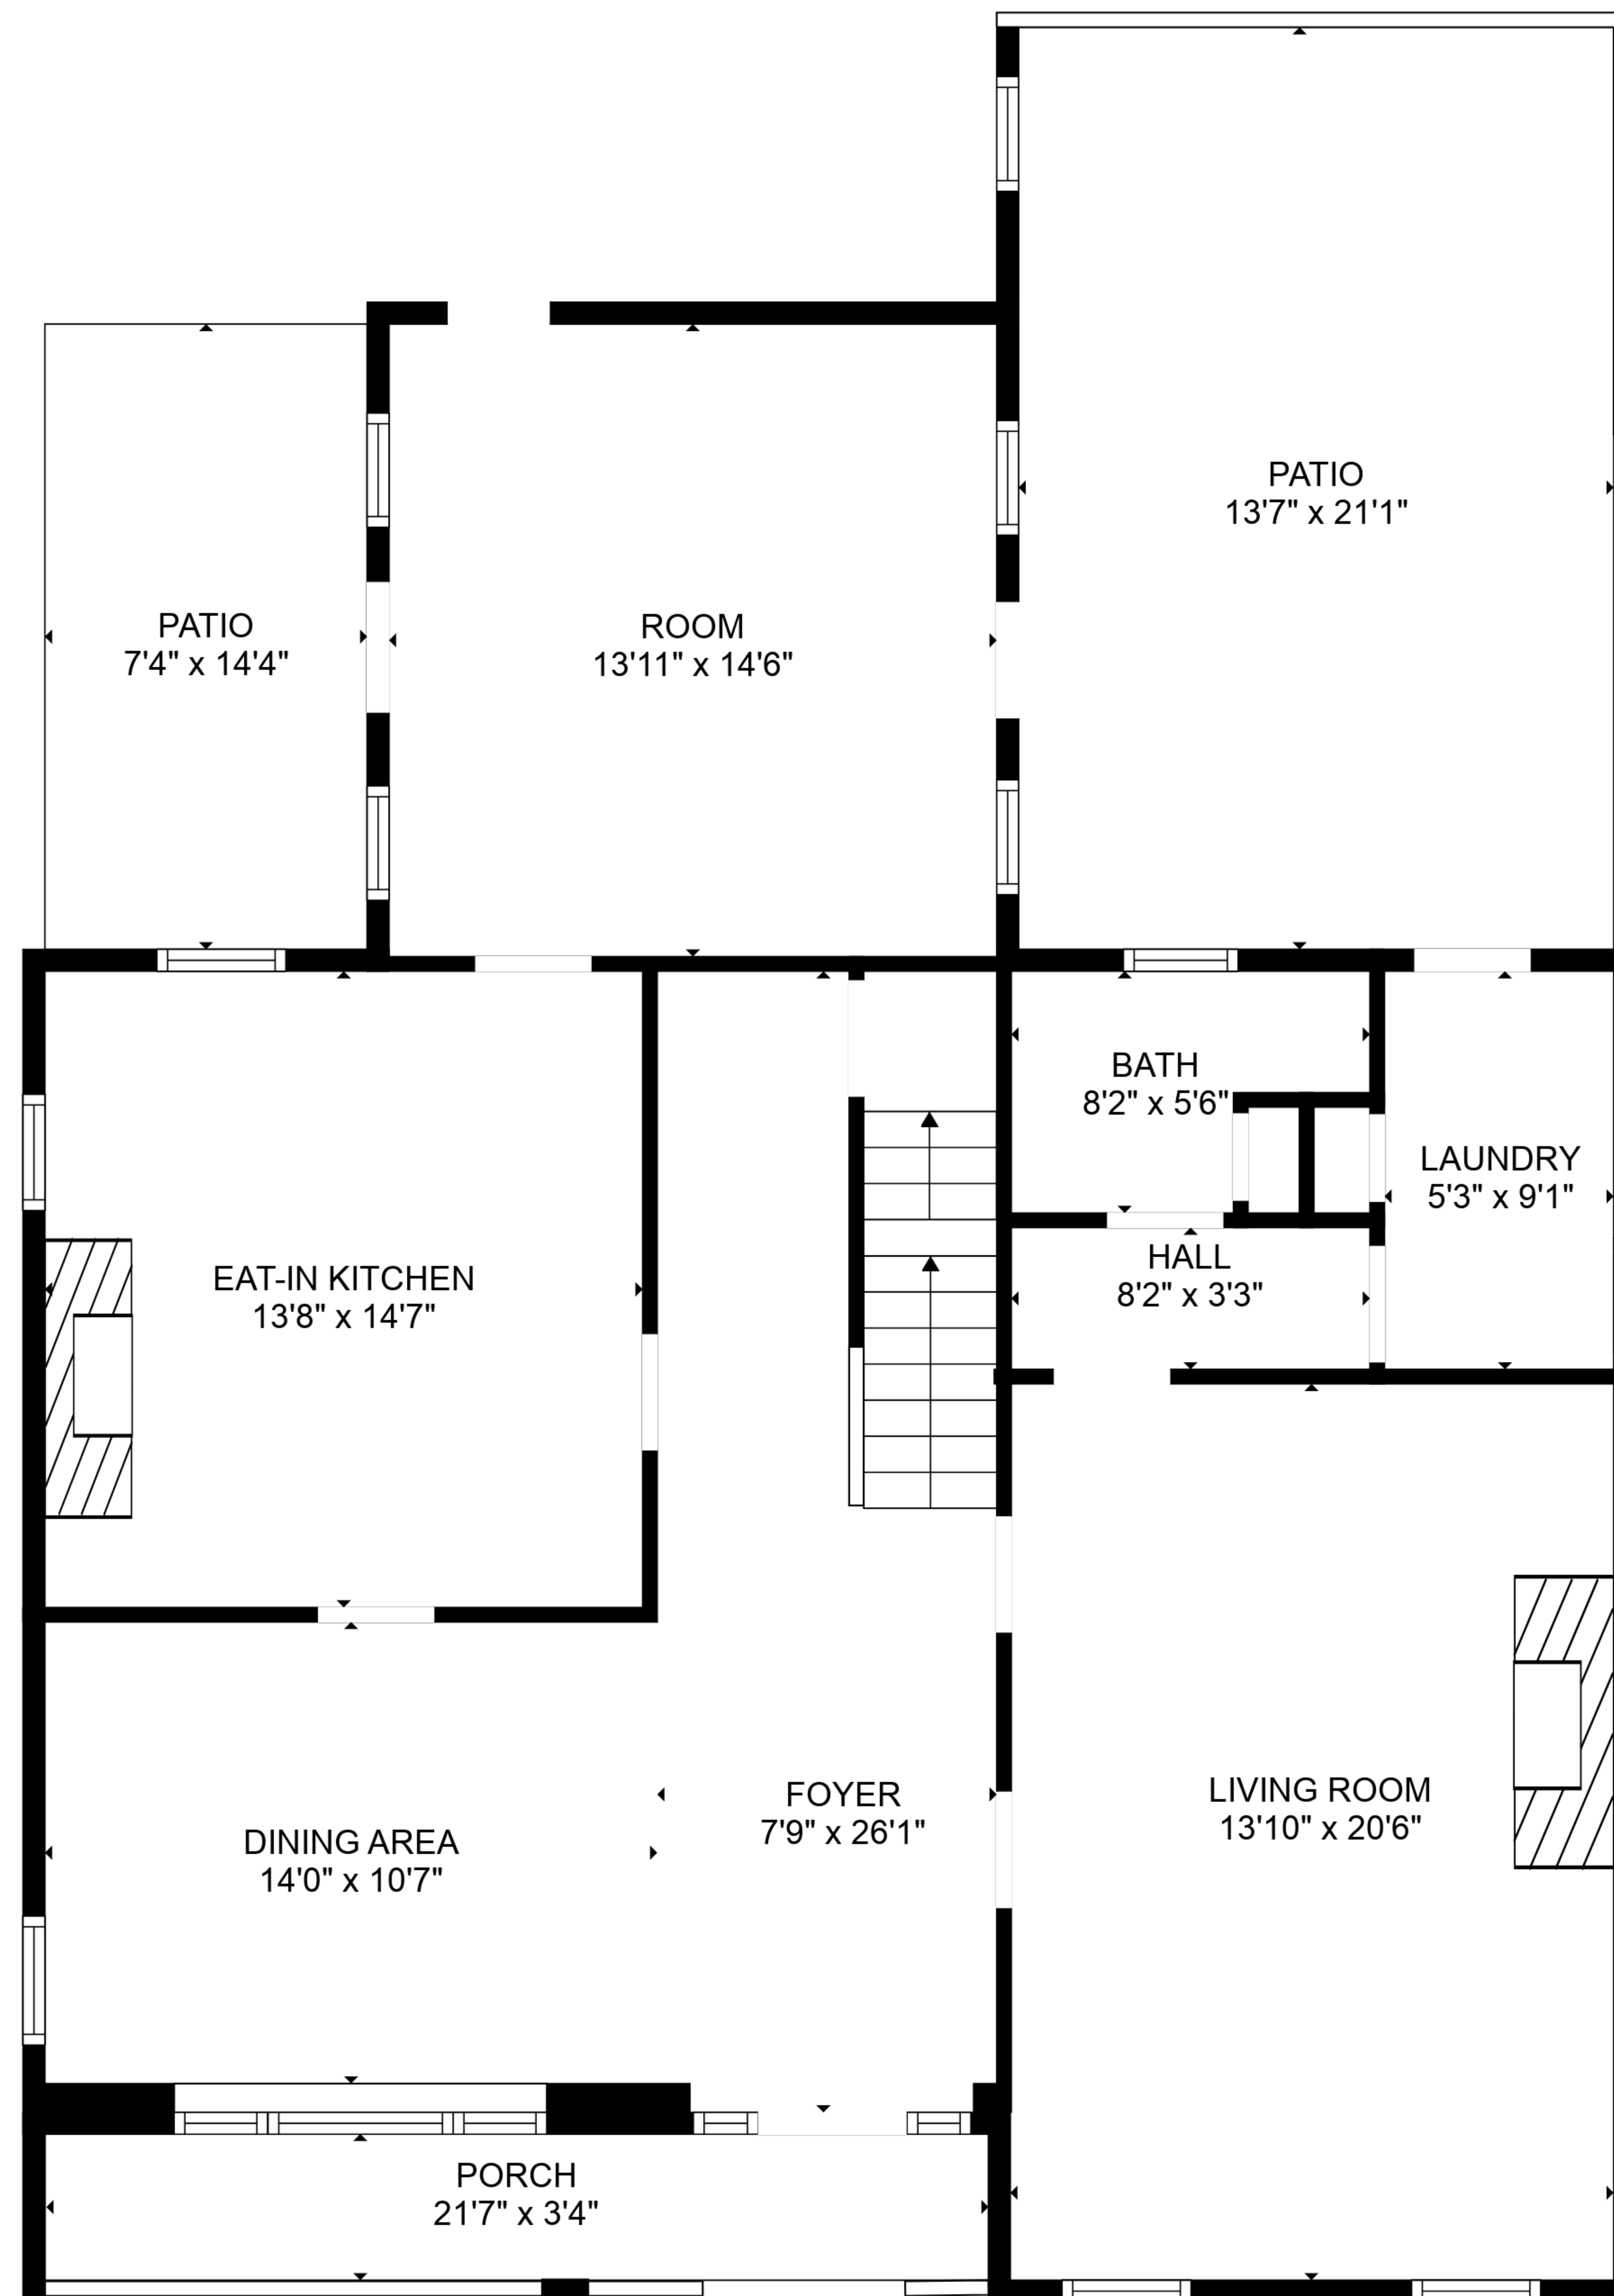 PATIO
13'7" x 21'1"
PATIO
7'4" x 14'4"
ROOM
13'11" x 14'6"
BATH
8'2" x 5'6"
LAUNDRY
5'3" x 9'1"
HALL
8'2" x 3'3"
EAT-IN KITCHEN
13'8" x 14'7"
LIVING ROOM
13'10" x 20'6"
FOYER
7'9" x 26'1"
DINING AREA
14'0" x 10'7"
PORCH
21'7" x 3'4"